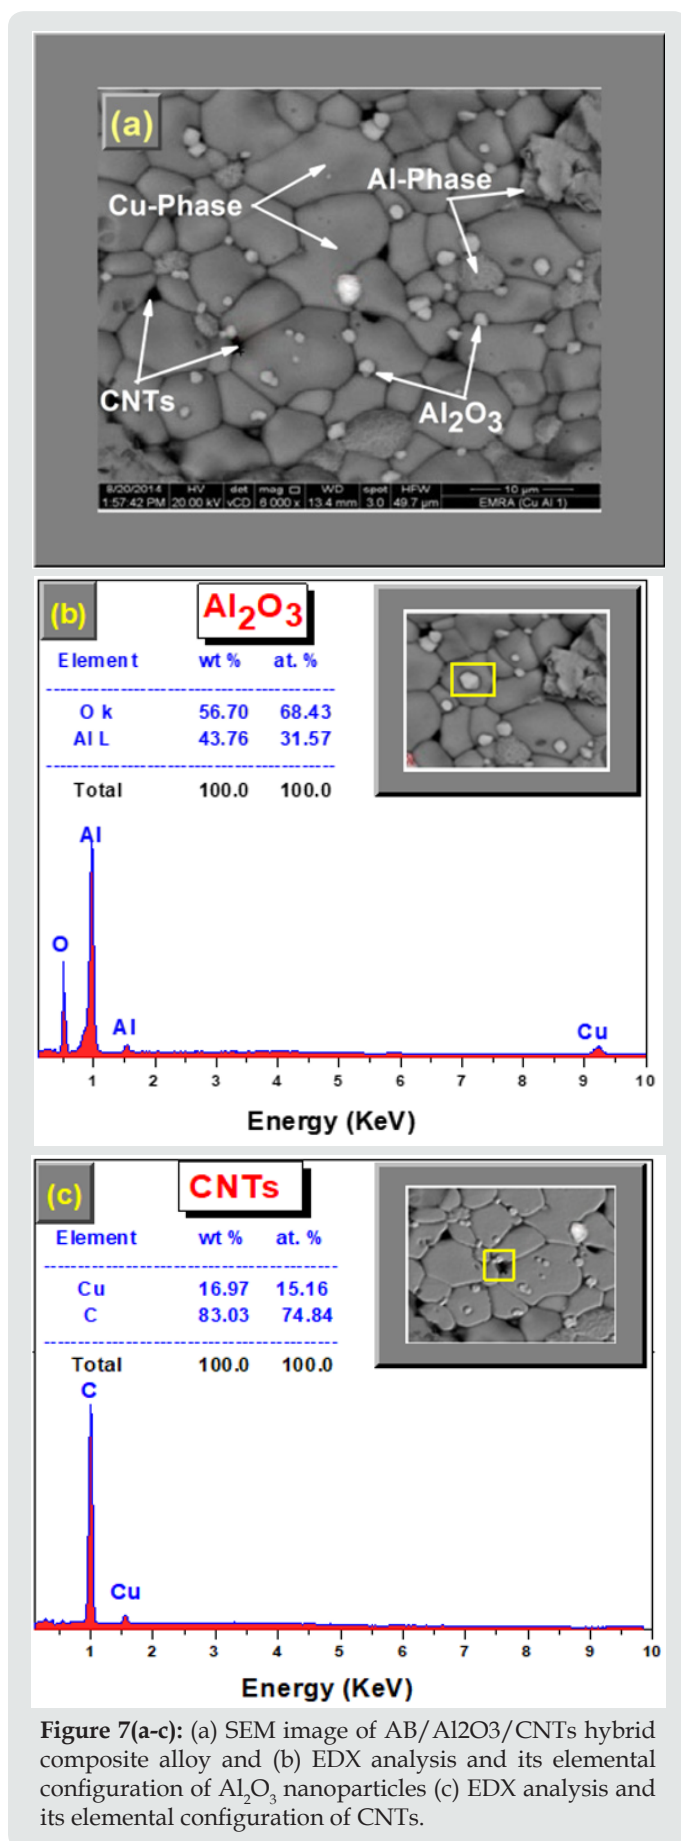 (a)
Cu-Phase
Al-Phase
CNTs
Al₂O₃
8/20/2014 HV det mag WD spot HFW 10 µm
1:57:42 PM 20.00 kV vCD 6 000 x 13.4 mm 3.0 49.7 µm EMRA (Cu Al 1)
(b)
Al₂O₃
Element wt % at. %
O k 56.70 68.43
Al L 43.76 31.57
Total 100.0 100.0
Al
O
Al
Cu
1 2 3 4 5 6 7 8 9 10
Energy (KeV)
(c)
CNTs
Element wt % at. %
Cu 16.97 15.16
C 83.03 74.84
Total 100.0 100.0
C
Cu
1 2 3 4 5 6 7 8 9 10
Energy (KeV)
Figure 7(a-c): (a) SEM image of AB/Al2O3/CNTs hybrid
composite alloy and (b) EDX analysis and its elemental
configuration of Al₂O₃ nanoparticles (c) EDX analysis and
its elemental configuration of CNTs.